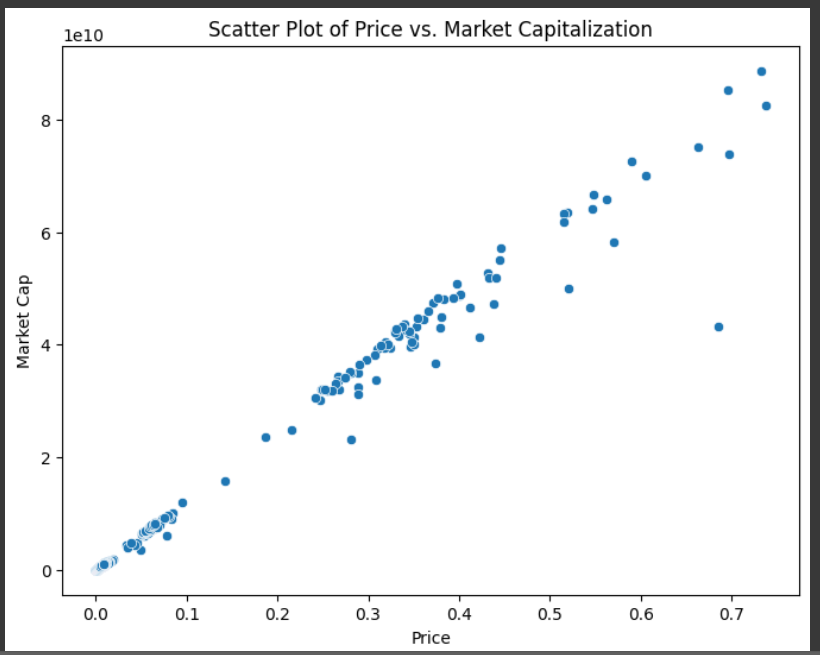 Scatter Plot of Price vs. Market Capitalization
1e10
8
6
4
2
0
Market Cap
0.0 0.1 0.2 0.3 0.4 0.5 0.6 0.7
Price